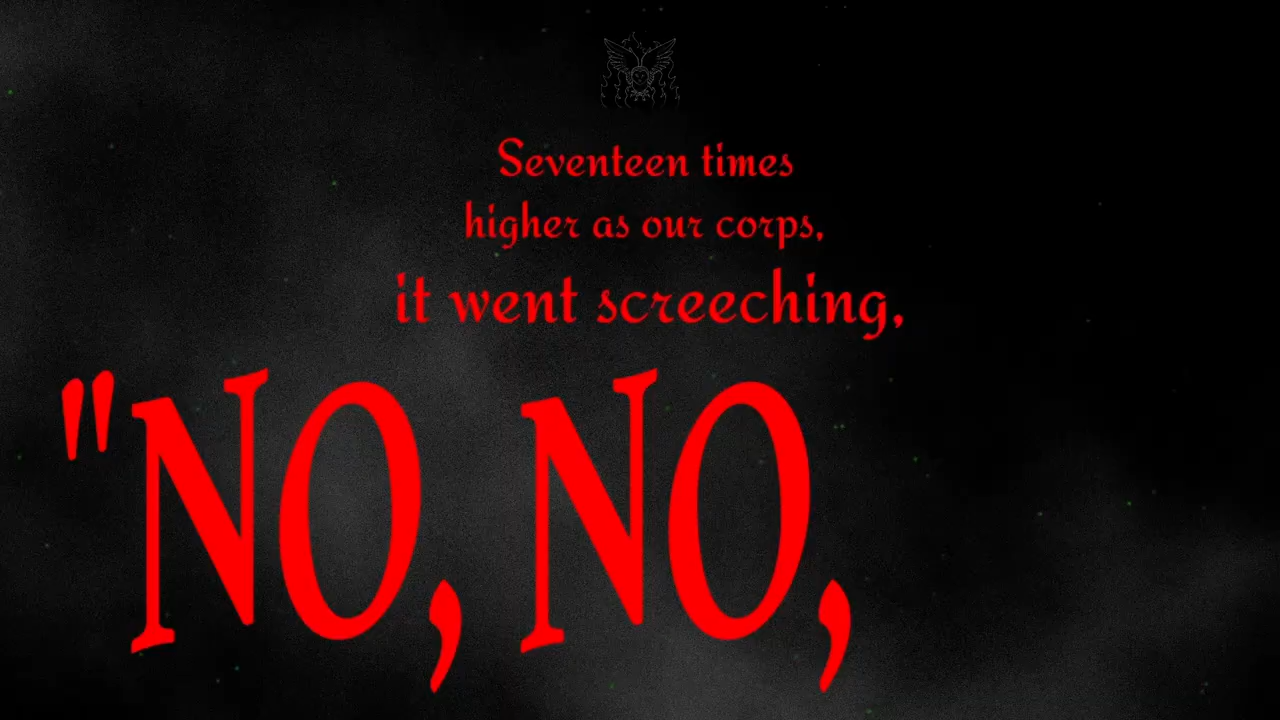 Seventeen times
higher as our corps,
it went screeching,
"NO, NO,